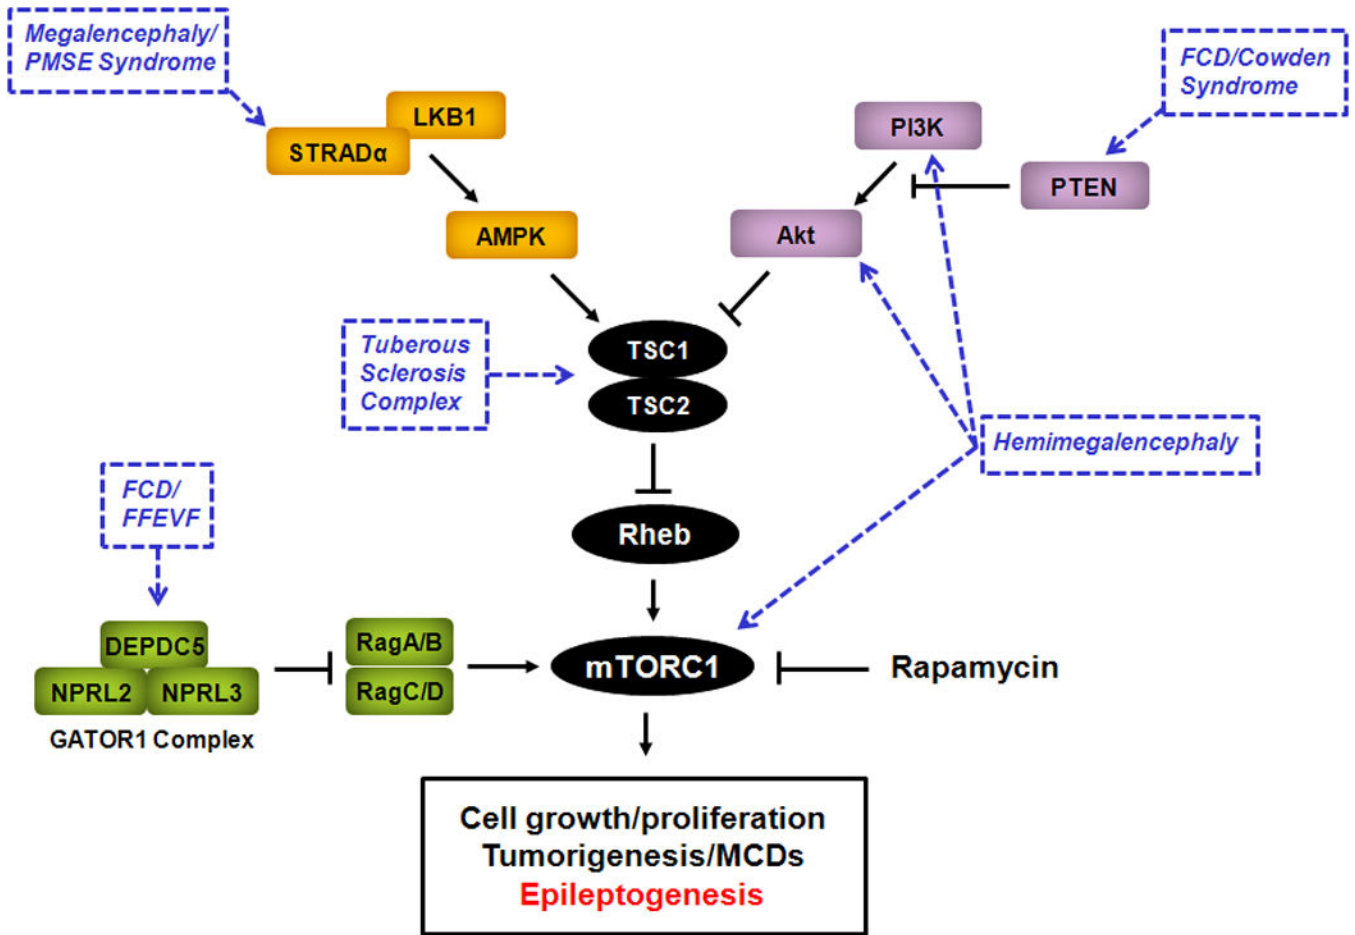 Megalencephaly/
PMSE Syndrome
FCD/Cowden
Syndrome
LKB1
STRADα
PI3K
PTEN
AMPK
Akt
Tuberous
Sclerosis
Complex
TSC1
TSC2
Hemimegalencephaly
FCD/
FFEVF
Rheb
DEPDC5
NPRL2
NPRL3
GATOR1 Complex
RagA/B
RagC/D
mTORC1
Rapamycin
Cell growth/proliferation
Tumorigenesis/MCDs
Epileptogenesis